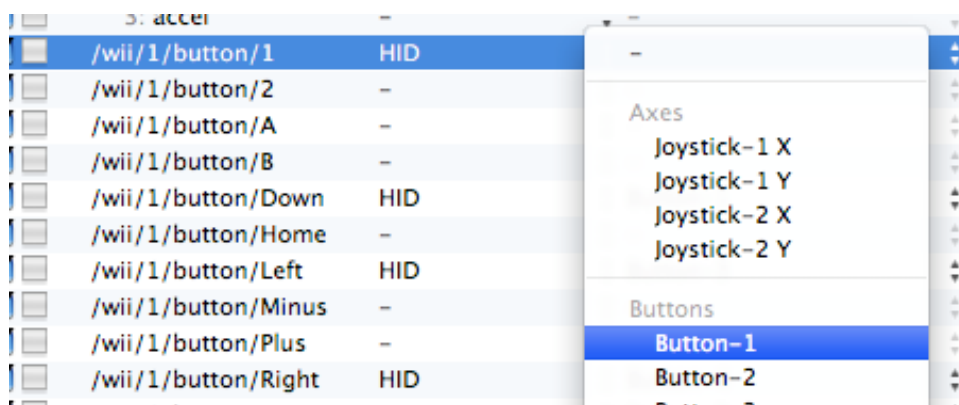 3: accel – –
/wii/1/button/1 HID
/wii/1/button/2 –
/wii/1/button/A –
/wii/1/button/B –
/wii/1/button/Down HID
/wii/1/button/Home –
/wii/1/button/Left HID
/wii/1/button/Minus –
/wii/1/button/Plus –
/wii/1/button/Right HID
–
Axes
Joystick-1 X
Joystick-1 Y
Joystick-2 X
Joystick-2 Y
Buttons
Button-1
Button-2